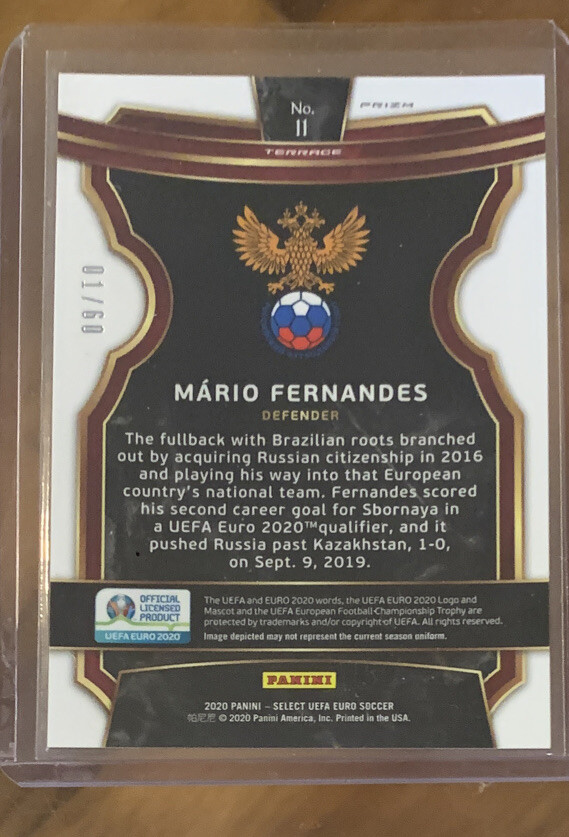 No.
11
PRIZM
TERRACE
01/60
MÁRIO FERNANDES
DEFENDER
The fullback with Brazilian roots branched
out by acquiring Russian citizenship in 2016
and playing his way into that European
country's national team. Fernandes scored
his second career goal for Sbornaya in
a UEFA Euro 2020™qualifier, and it
pushed Russia past Kazakhstan, 1-0,
on Sept. 9, 2019.
OFFICIAL
LICENSED
PRODUCT
UEFA EURO 2020
The UEFA and EURO 2020 words, the UEFA EURO 2020 Logo and
Mascot and the UEFA European Football Championship Trophy are
protected by trademarks and/or copyright of UEFA. All rights reserved.
Image depicted may not represent the current season uniform.
PANINI
2020 PANINI – SELECT UEFA EURO SOCCER
帕尼尼 © 2020 Panini America, Inc. Printed in the USA.